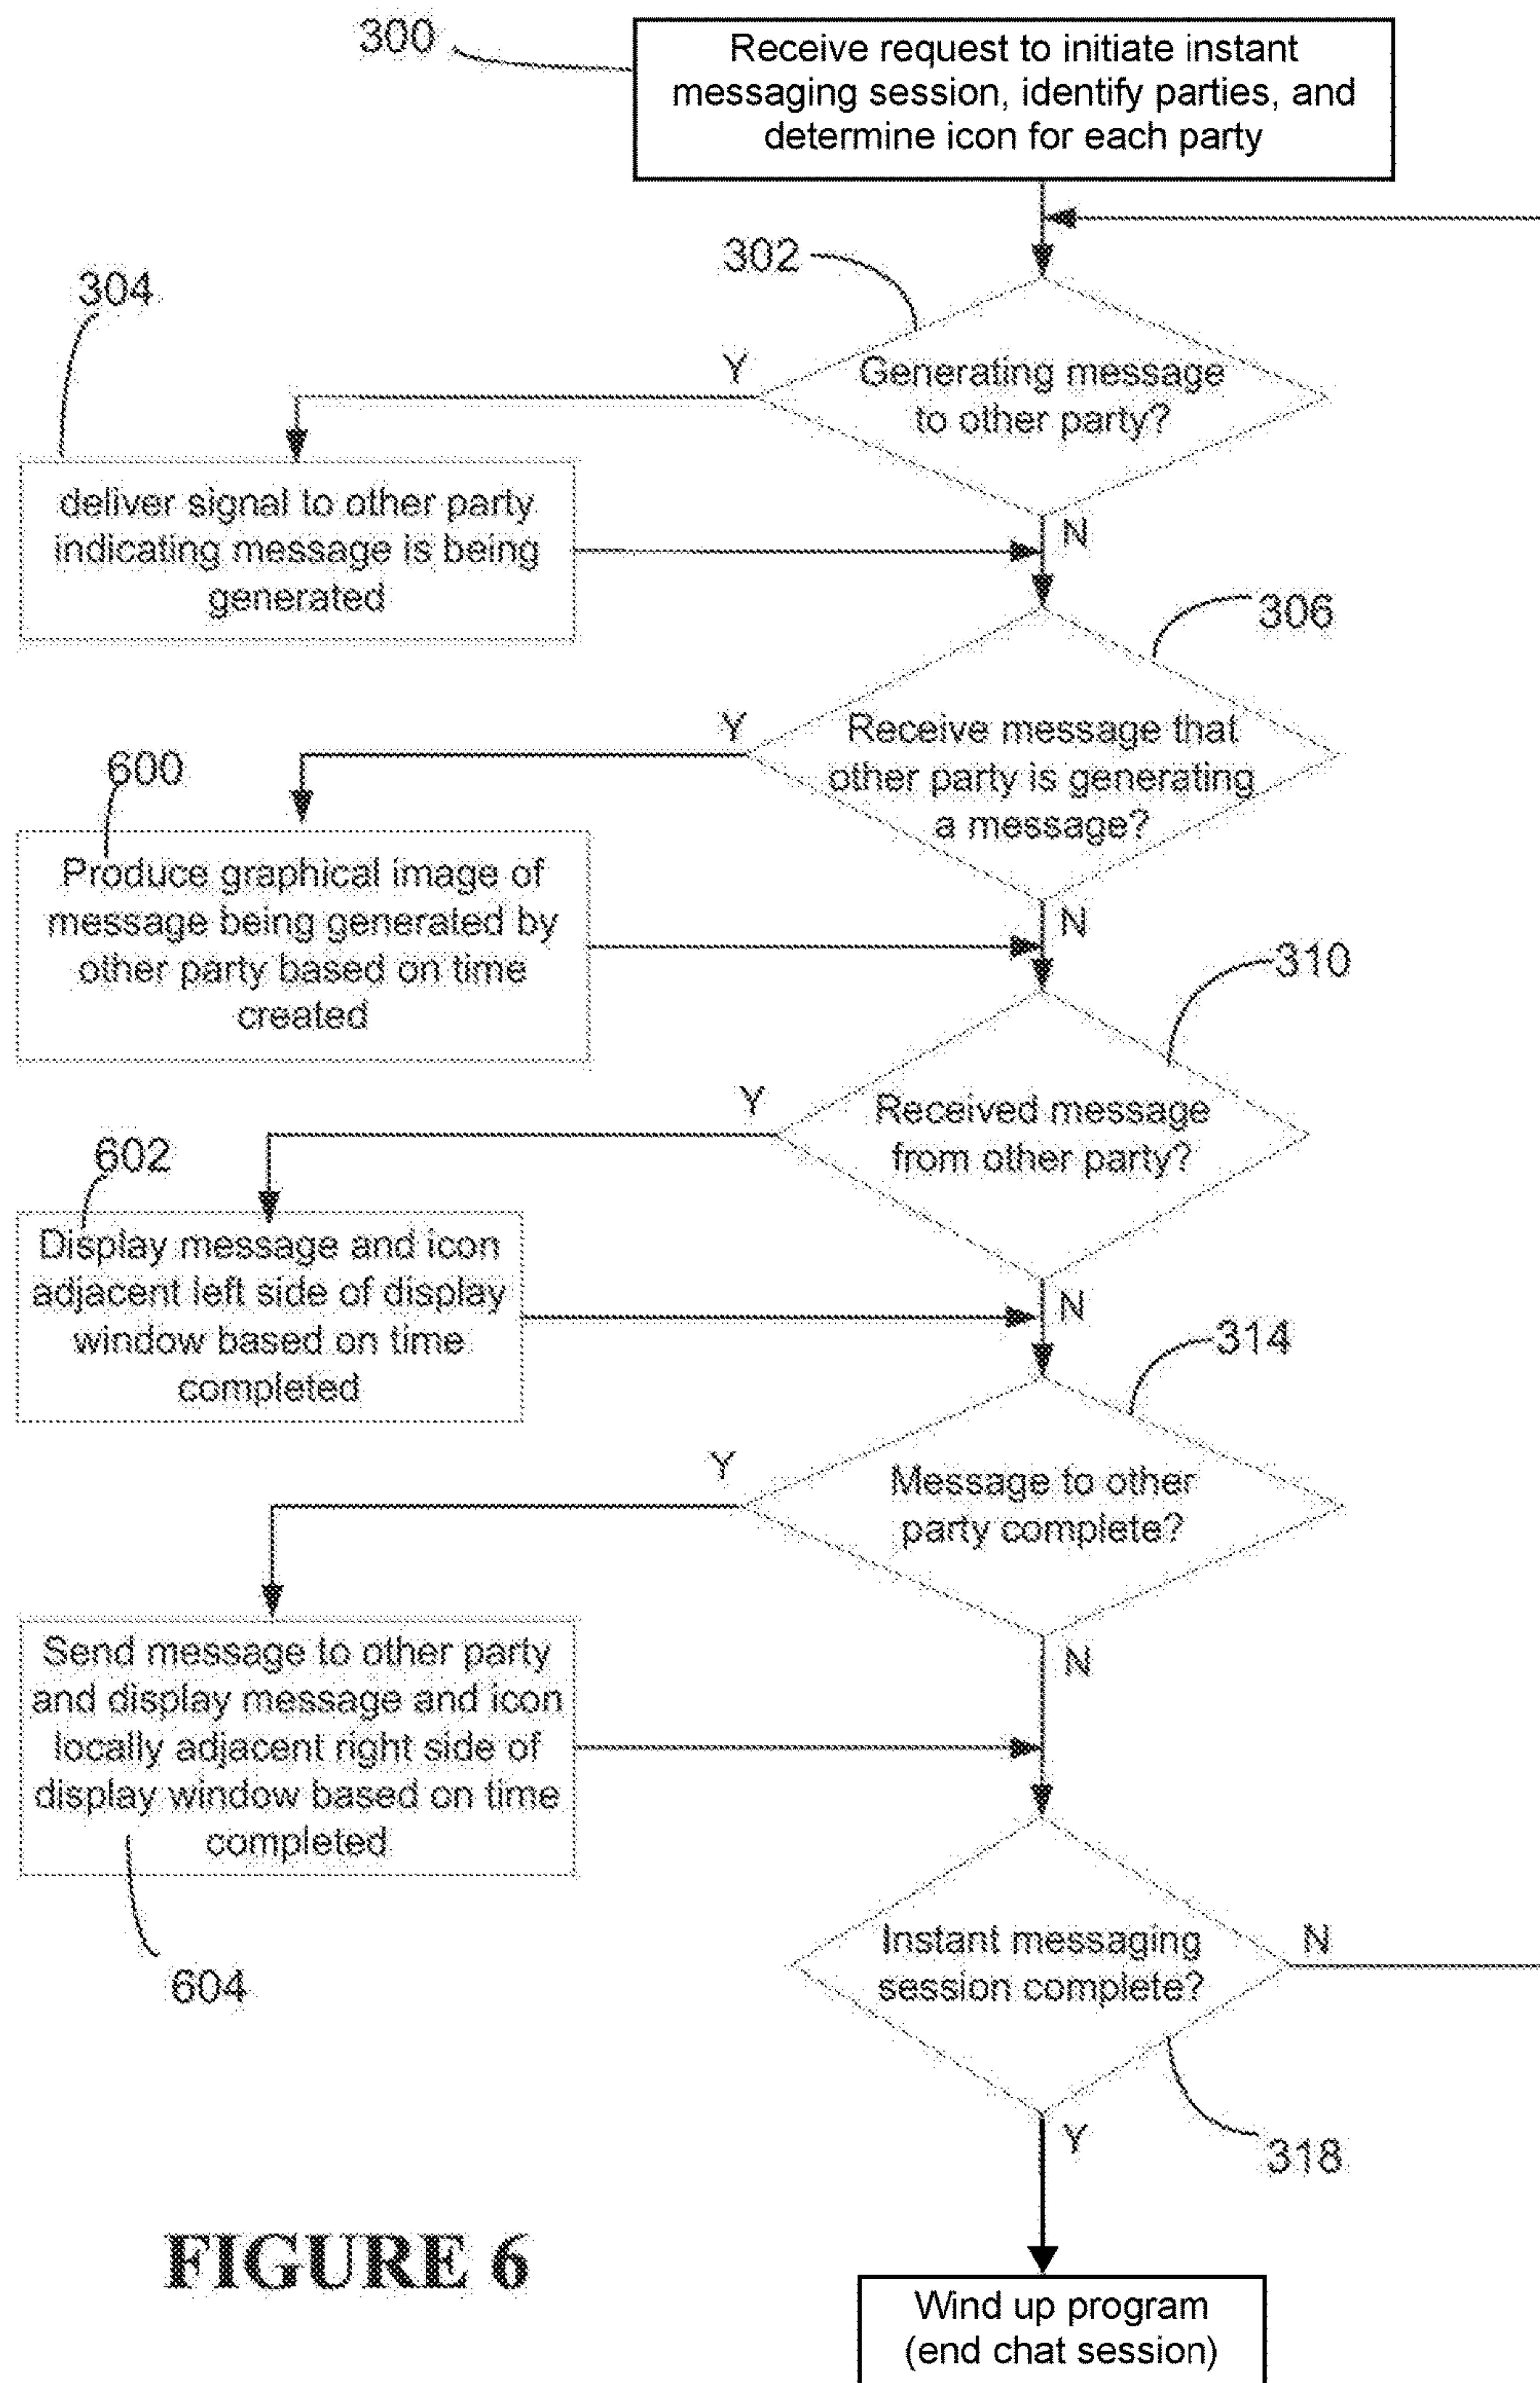 300
Receive request to initiate instant
messaging session, identify parties, and
determine icon for each party
302
304
Y
Generating message
to other party?
deliver signal to other party
indicating message is being
generated
N
306
Y
Receive message that
other party is generating
a message?
600
Produce graphical image of
message being generated by
other party based on time
created
N
310
Y
Received message
from other party?
602
Display message and icon
adjacent left side of display
window based on time
completed
N
314
Y
Message to other
party complete?
Send message to other party
and display message and icon
locally adjacent right side of
display window based on time
completed
N
604
Instant messaging
session complete?
N
318
Y
FIGURE 6
Wind up program
(end chat session)